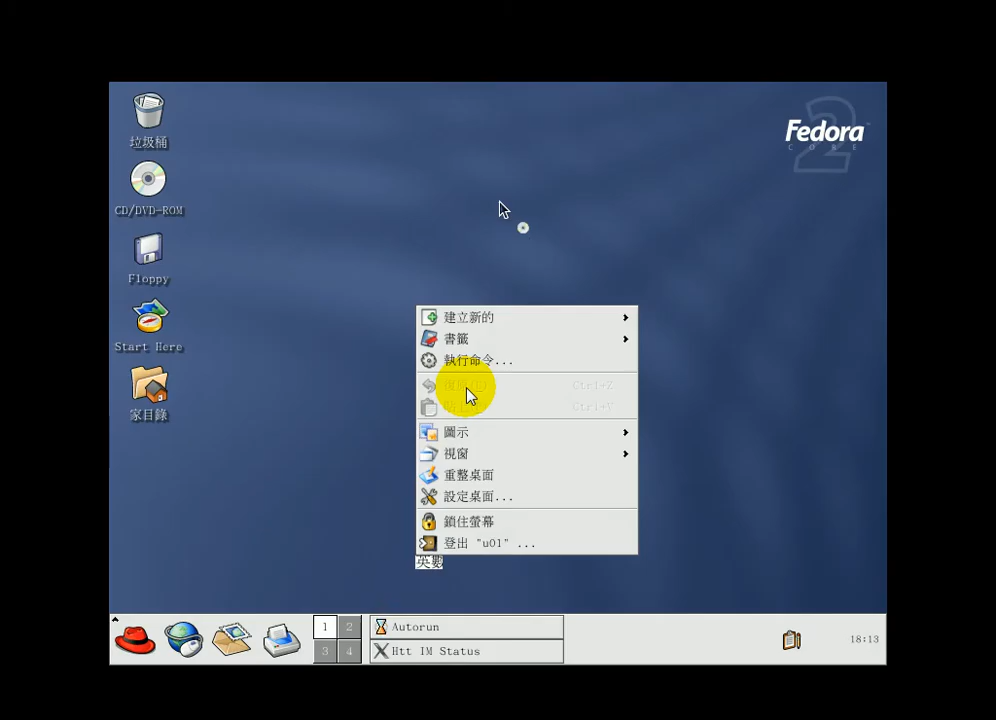 垃圾桶
CD/DVD-ROM
Floppy
Start Here
家目錄
Fedora
CORE 2
建立新的
書籤
執行命令...
Ctrl+Z
Ctrl+V
圖示
視窗
重整桌面
設定桌面...
鎖住螢幕
登出 "u01" ...
英數
1 2
3 4
Autorun
Htt IM Status
18:13